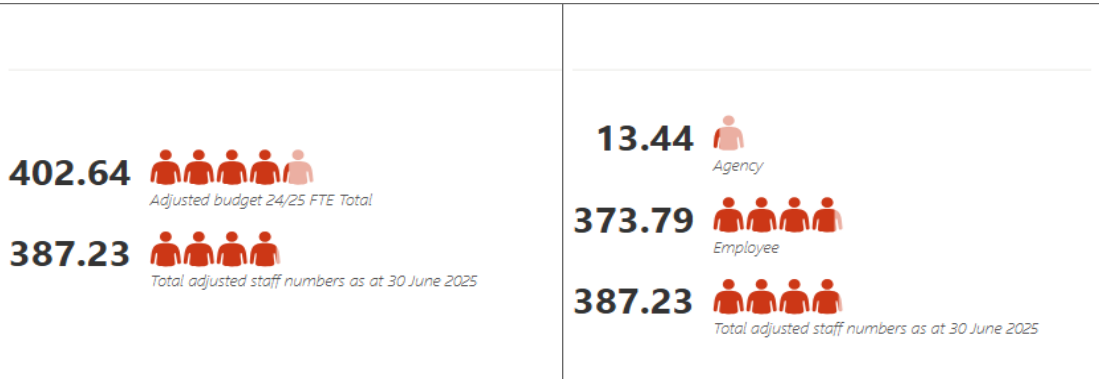 402.64
Adjusted budget 24/25 FTE Total
387.23
Total adjusted staff numbers as at 30 June 2025
13.44
Agency
373.79
Employee
387.23
Total adjusted staff numbers as at 30 June 2025